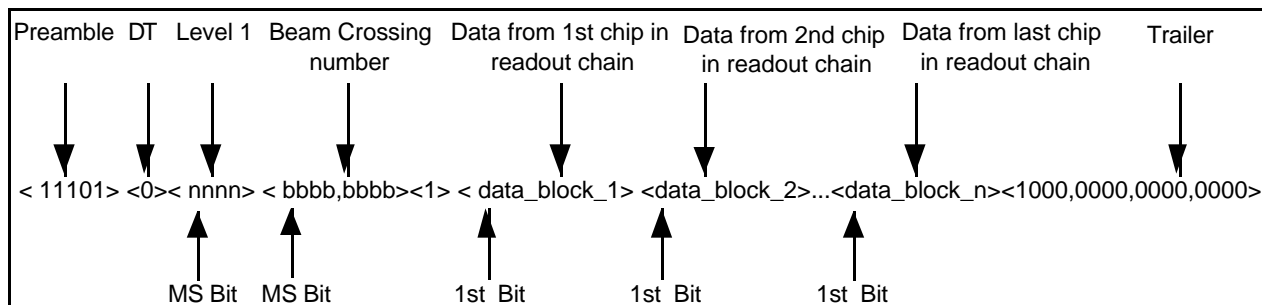 Preamble DT Level 1 Beam Crossing number Data from 1st chip in readout chain Data from 2nd chip in readout chain Data from last chip in readout chain Trailer
< 11101> <0>< nnnn> < bbbb,bbbb><1> < data_block_1> <data_block_2>...<data_block_n><1000,0000,0000,0000>
MS Bit MS Bit 1st Bit 1st Bit 1st Bit